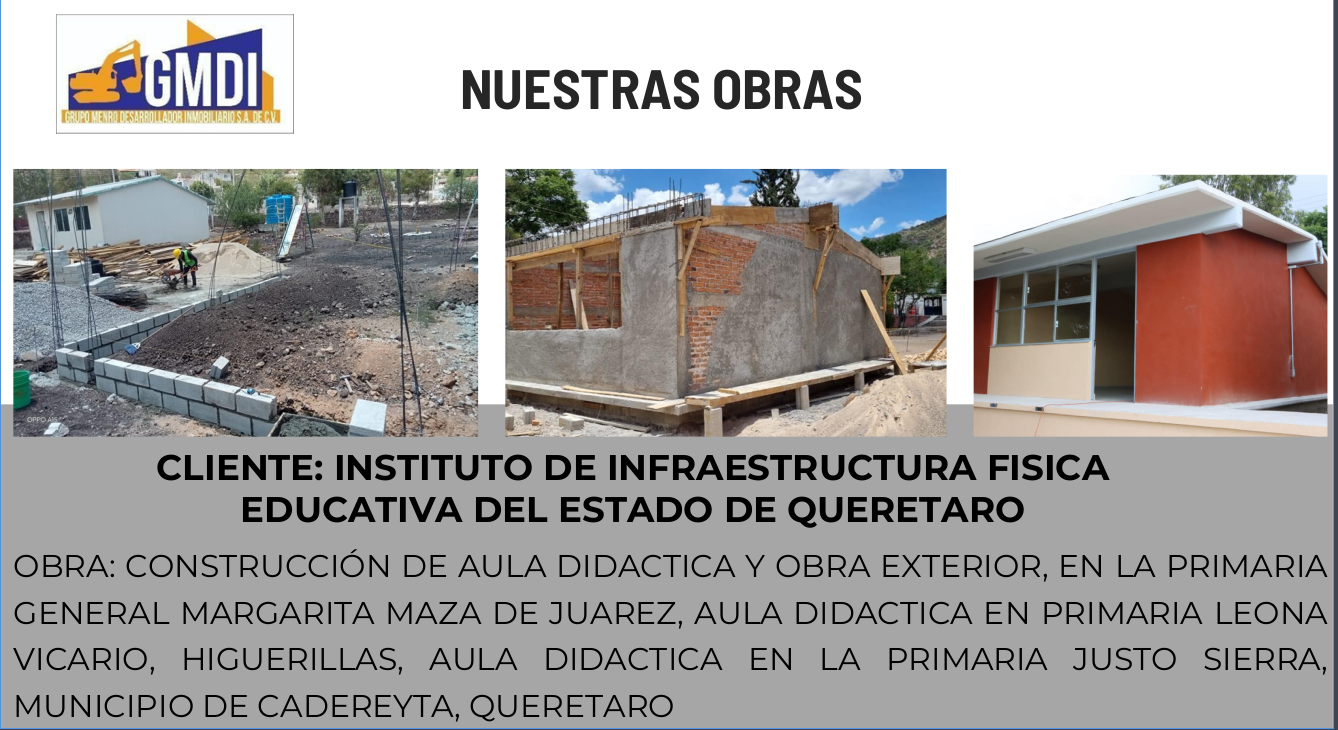 GMDI
GRUPO MENRO DESARROLLADOR INMOBILIARIO S.A. DE C.V.
NUESTRAS OBRAS
OPPO A16
CLIENTE: INSTITUTO DE INFRAESTRUCTURA FISICA
EDUCATIVA DEL ESTADO DE QUERETARO
OBRA: CONSTRUCCIÓN DE AULA DIDACTICA Y OBRA EXTERIOR, EN LA PRIMARIA
GENERAL MARGARITA MAZA DE JUAREZ, AULA DIDACTICA EN PRIMARIA LEONA
VICARIO, HIGUERILLAS, AULA DIDACTICA EN LA PRIMARIA JUSTO SIERRA,
MUNICIPIO DE CADEREYTA, QUERETARO